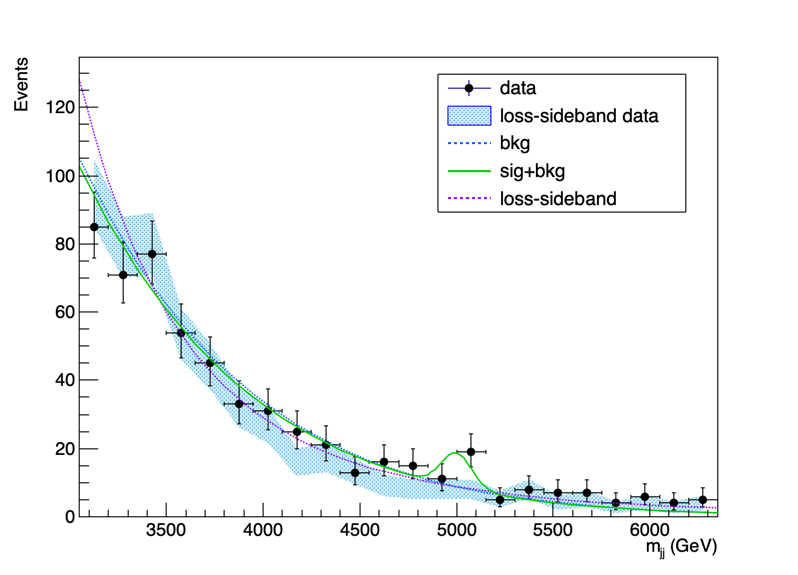 Events
120
100
80
60
40
20
0
data
loss-sideband data
bkg
sig+bkg
loss-sideband
3500 4000 4500 5000 5500 6000
m_jj (GeV)